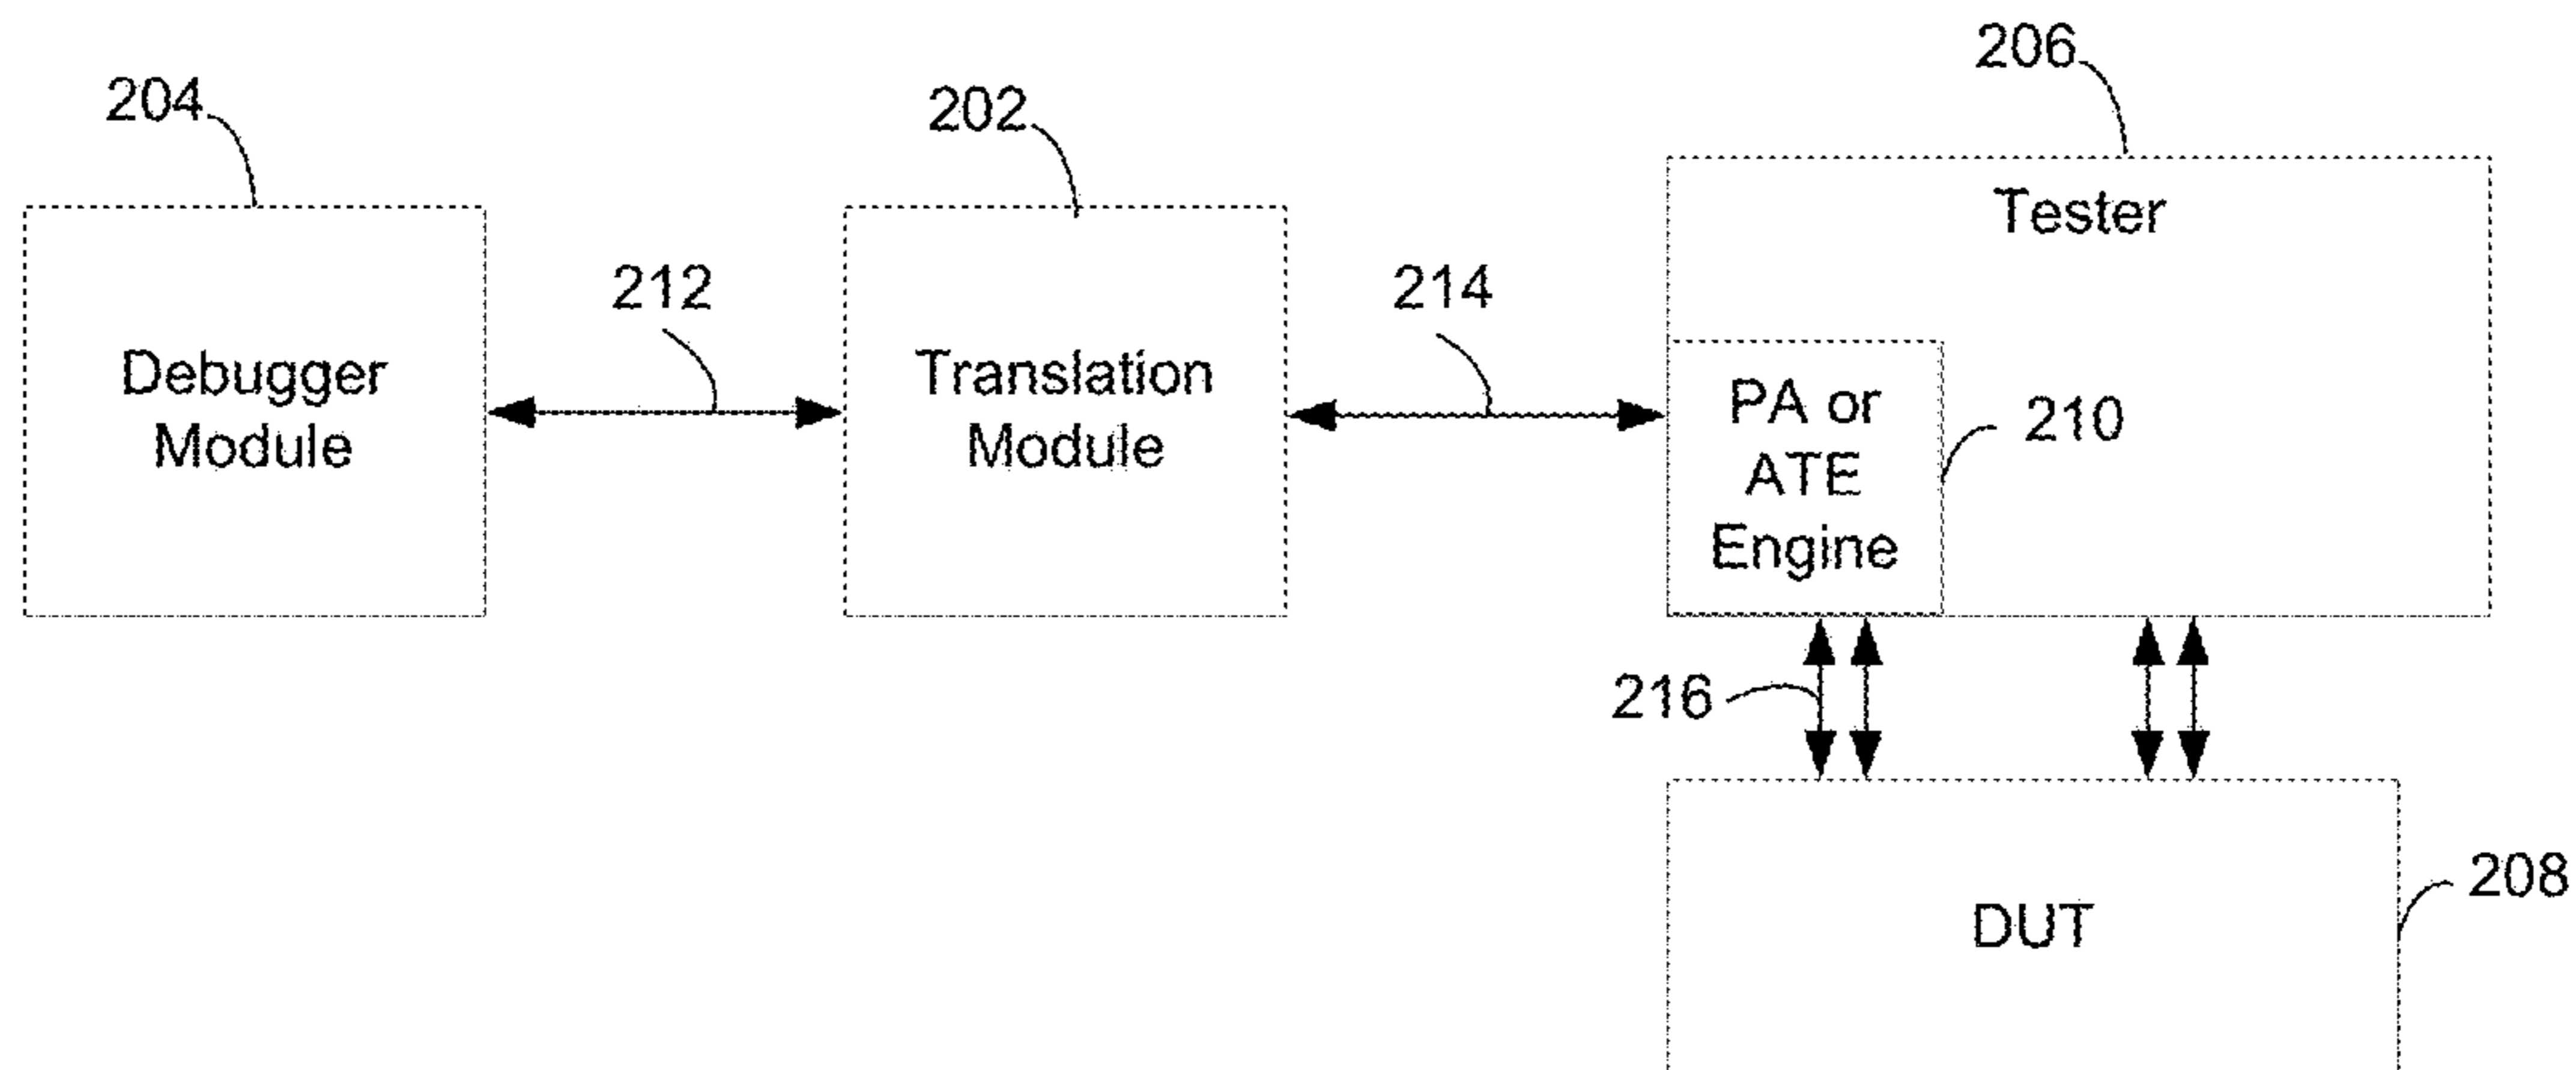 206
204
202
Tester
212
214
Debugger
Module
Translation
Module
PA or
ATE
Engine
210
216
208
DUT